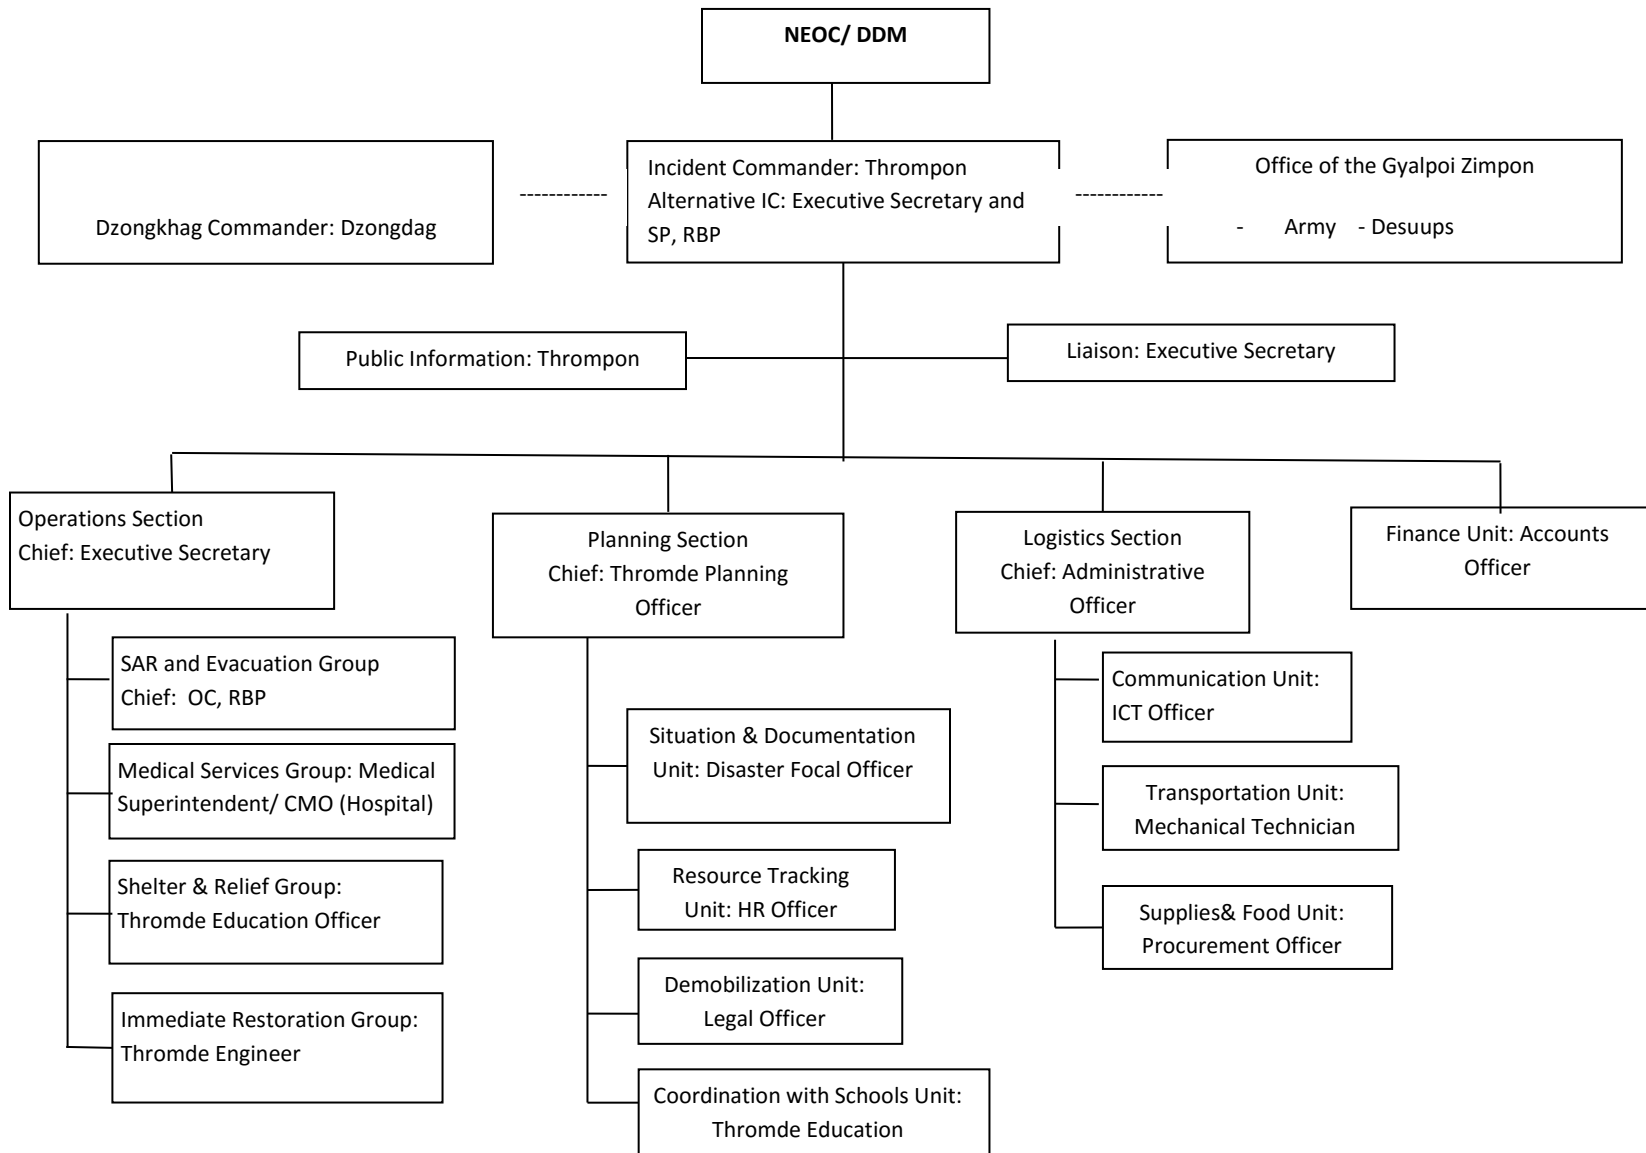 NEOC/ DDM
Dzongkhag Commander: Dzongdag
Incident Commander: Thrompon
Alternative IC: Executive Secretary and
SP, RBP
Office of the Gyalpoi Zimpon
- Army - Desuups
Public Information: Thrompon
Liaison: Executive Secretary
Operations Section
Chief: Executive Secretary
SAR and Evacuation Group
Chief: OC, RBP
Medical Services Group: Medical
Superintendent/ CMO (Hospital)
Shelter & Relief Group:
Thromde Education Officer
Immediate Restoration Group:
Thromde Engineer
Planning Section
Chief: Thromde Planning
Officer
Situation & Documentation
Unit: Disaster Focal Officer
Resource Tracking
Unit: HR Officer
Demobilization Unit:
Legal Officer
Coordination with Schools Unit:
Thromde Education
Logistics Section
Chief: Administrative
Officer
Communication Unit:
ICT Officer
Transportation Unit:
Mechanical Technician
Supplies& Food Unit:
Procurement Officer
Finance Unit: Accounts
Officer